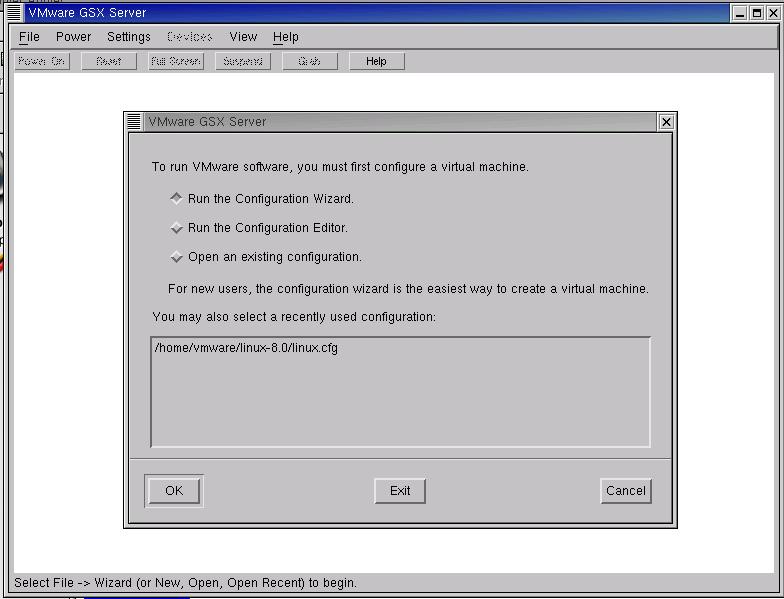 VMware GSX Server
File Power Settings Devices View Help
Power On Reset Full Screen Suspend Grab Help
VMware GSX Server
To run VMware software, you must first configure a virtual machine.
Run the Configuration Wizard.
Run the Configuration Editor.
Open an existing configuration.
For new users, the configuration wizard is the easiest way to create a virtual machine.
You may also select a recently used configuration:
/home/vmware/linux-8.0/linux.cfg
OK Exit Cancel
Select File -> Wizard (or New, Open, Open Recent) to begin.